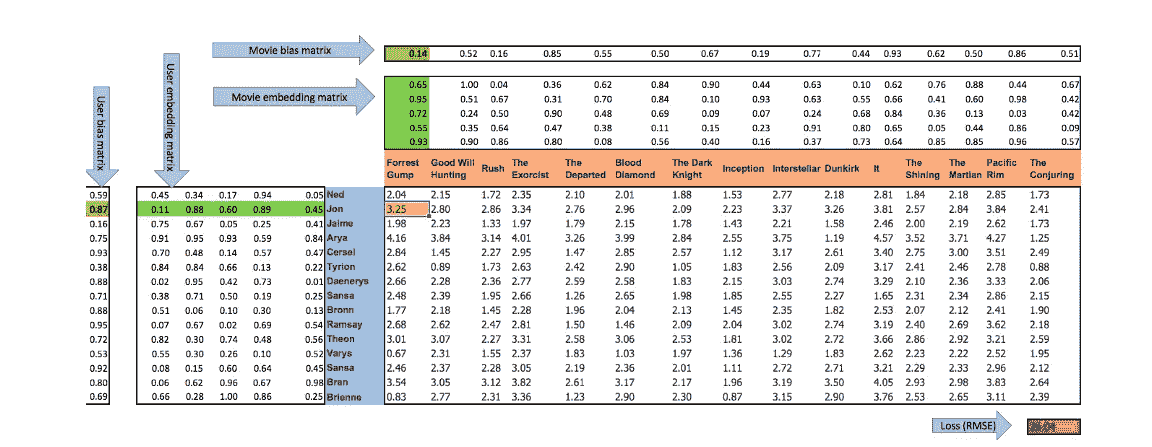 Movie bias matrix 0.14 0.52 0.16 0.85 0.55 0.50 0.67 0.19 0.77 0.44 0.93 0.62 0.50 0.86 0.51
User embedding matrix
Movie embedding matrix
User bias matrix
0.65 1.00 0.04 0.36 0.62 0.84 0.90 0.44 0.63 0.10 0.62 0.76 0.88 0.44 0.67
0.95 0.51 0.67 0.31 0.70 0.84 0.10 0.93 0.63 0.55 0.66 0.41 0.60 0.98 0.42
0.72 0.24 0.50 0.90 0.48 0.69 0.09 0.07 0.24 0.68 0.84 0.36 0.13 0.03 0.42
0.55 0.35 0.64 0.47 0.38 0.11 0.15 0.23 0.91 0.80 0.65 0.05 0.44 0.86 0.09
0.93 0.90 0.86 0.80 0.08 0.56 0.40 0.16 0.37 0.73 0.64 0.85 0.85 0.96 0.57
Forrest Gump Good Will Hunting Rush The Exorcist The Departed Blood Diamond The Dark Knight Inception Interstellar Dunkirk It The Shining The Martian Pacific Rim The Conjuring
0.59 0.45 0.34 0.17 0.94 0.05 Ned 2.04 2.15 1.72 2.35 2.10 2.01 1.88 1.53 2.77 2.18 2.81 1.84 2.18 2.85 1.73
0.87 0.11 0.88 0.60 0.89 0.45 Jon 3.25 2.80 2.86 3.34 2.76 2.96 2.09 2.23 3.37 3.26 3.81 2.57 2.84 3.84 2.41
0.16 0.75 0.67 0.05 0.25 0.41 Jaime 1.98 2.23 1.33 1.97 1.79 2.15 1.78 1.43 2.21 1.58 2.46 2.00 2.19 2.62 1.73
0.75 0.91 0.95 0.93 0.59 0.84 Arya 4.16 3.84 3.14 4.01 3.26 3.99 2.84 2.55 3.75 1.19 4.57 3.52 3.71 4.27 1.25
0.93 0.70 0.48 0.14 0.57 0.47 Cersei 2.84 1.45 2.27 2.95 1.47 2.85 2.57 1.12 3.17 2.61 3.40 2.75 3.00 3.51 2.49
0.38 0.84 0.84 0.66 0.13 0.22 Tyrion 2.62 0.89 1.73 2.63 2.42 2.90 1.05 1.83 2.56 2.09 3.17 2.41 2.46 2.78 0.88
0.88 0.02 0.95 0.42 0.73 0.01 Daenerys 2.66 2.28 2.36 2.77 2.59 2.58 1.83 2.15 3.03 2.74 3.29 2.10 2.36 3.33 2.06
0.71 0.38 0.71 0.50 0.19 0.25 Sansa 2.48 2.39 1.95 2.66 1.26 2.65 1.98 1.85 2.55 2.27 1.65 2.31 2.34 2.86 2.15
0.88 0.51 0.06 0.10 0.30 0.13 Bronn 1.77 2.18 1.45 2.28 1.96 2.04 2.13 1.45 2.35 1.82 2.53 2.07 2.12 2.41 1.90
0.95 0.07 0.67 0.02 0.69 0.54 Ramsay 2.68 2.62 2.47 2.81 1.50 1.46 2.09 2.04 3.02 2.74 3.19 2.40 2.69 3.62 2.18
0.72 0.82 0.30 0.74 0.48 0.56 Theon 3.01 3.07 2.27 3.31 2.58 3.06 2.53 1.81 3.02 2.72 3.66 2.86 2.92 3.21 2.59
0.53 0.55 0.30 0.26 0.10 0.52 Varys 0.67 2.31 1.55 2.37 1.83 1.03 1.97 1.36 1.29 1.83 2.62 2.23 2.22 2.52 1.95
0.92 0.08 0.15 0.60 0.64 0.45 Sansa 2.46 2.37 2.28 3.05 2.19 2.36 2.01 1.11 2.72 2.71 3.21 2.29 2.33 2.96 2.12
0.80 0.06 0.62 0.96 0.67 0.98 Bran 3.54 3.05 3.12 3.82 2.61 3.17 2.17 1.96 3.19 3.50 4.05 2.93 2.98 3.83 2.64
0.69 0.66 0.28 1.00 0.86 0.25 Brienne 0.83 2.77 2.31 3.36 1.23 2.90 2.30 0.87 3.15 2.90 3.76 2.53 2.65 3.11 2.39
Loss (RMSE)